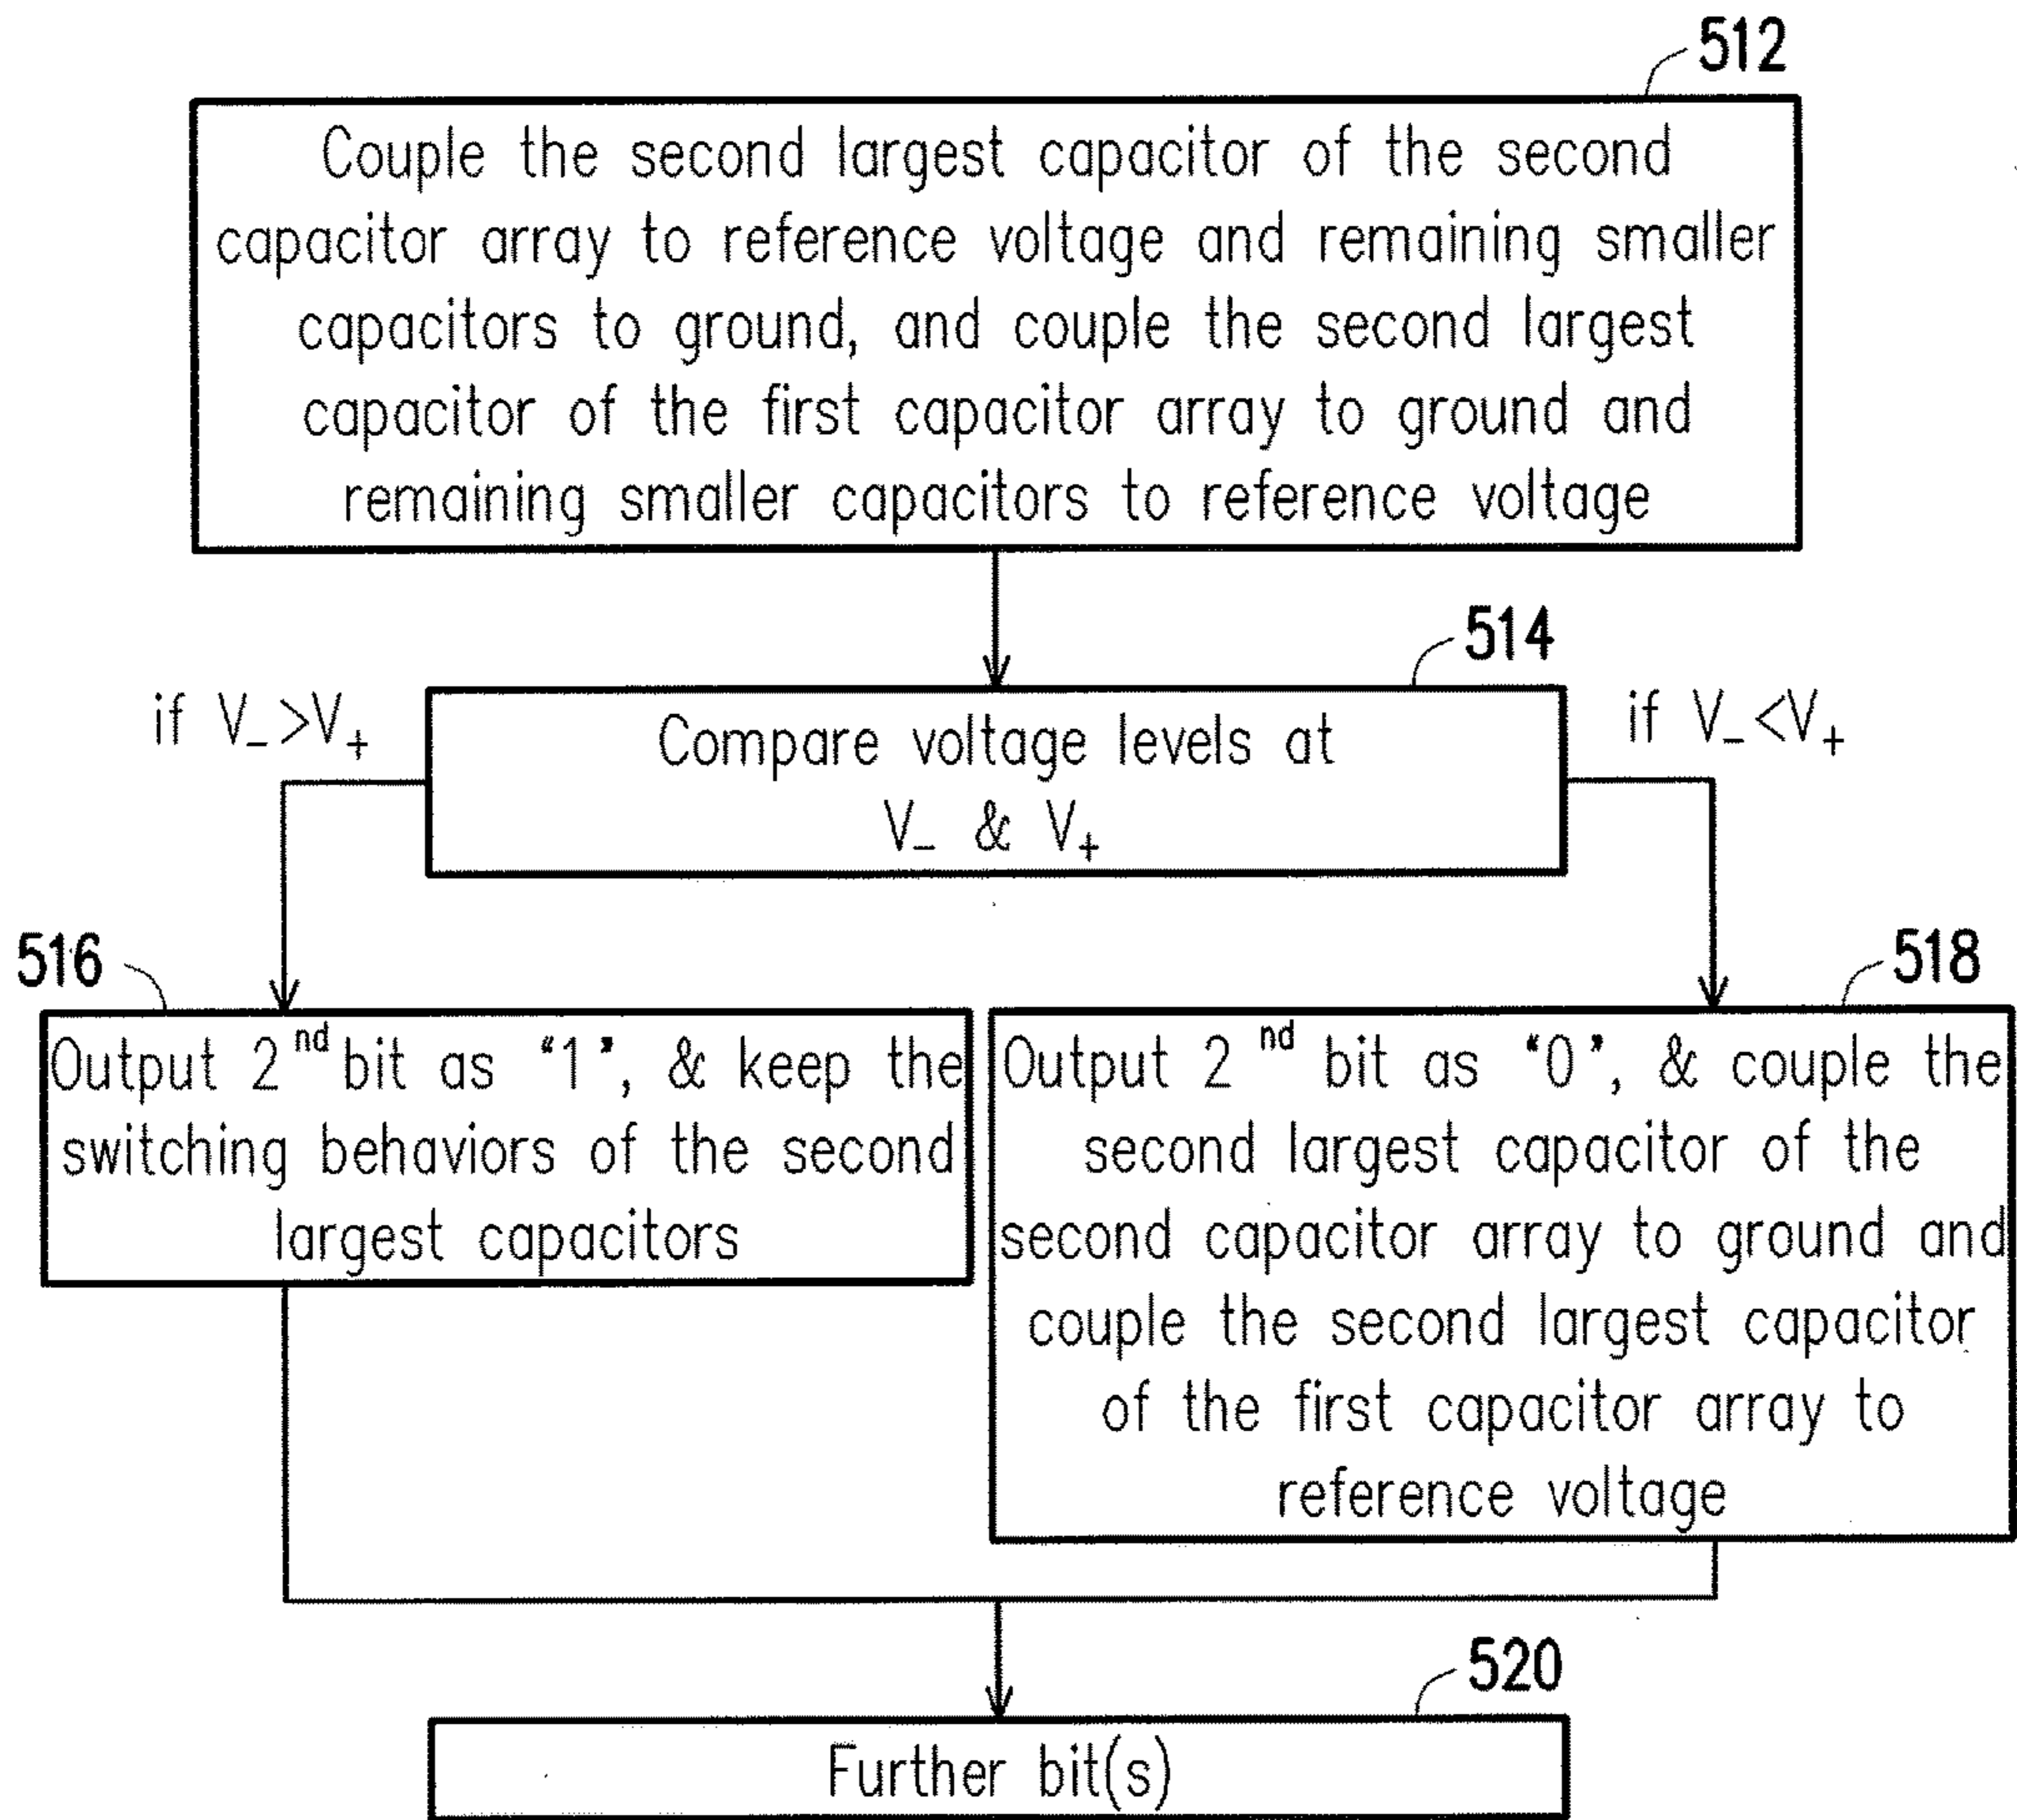 512
Couple the second largest capacitor of the second
capacitor array to reference voltage and remaining smaller
capacitors to ground, and couple the second largest
capacitor of the first capacitor array to ground and
remaining smaller capacitors to reference voltage
514
if V_->V_+
Compare voltage levels at
V_- & V_+
if V_-<V_+
516
Output 2nd bit as "1", & keep the
switching behaviors of the second
largest capacitors
518
Output 2nd bit as "0", & couple the
second largest capacitor of the
second capacitor array to ground and
couple the second largest capacitor
of the first capacitor array to
reference voltage
520
Further bit(s)